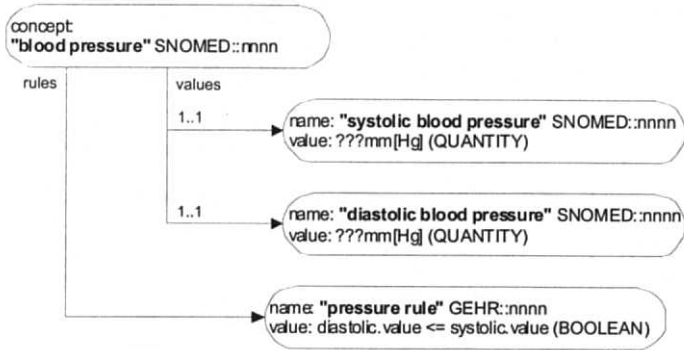 concept:
"blood pressure" SNOMED::nnnn
rules
values
1..1
name: "systolic blood pressure" SNOMED::nnnn
value: ???mm[Hg] (QUANTITY)
1..1
name: "diastolic blood pressure" SNOMED::nnnn
value: ???mm[Hg] (QUANTITY)
name: "pressure rule" GEHR::nnnn
value: diastolic.value <= systolic.value (BOOLEAN)